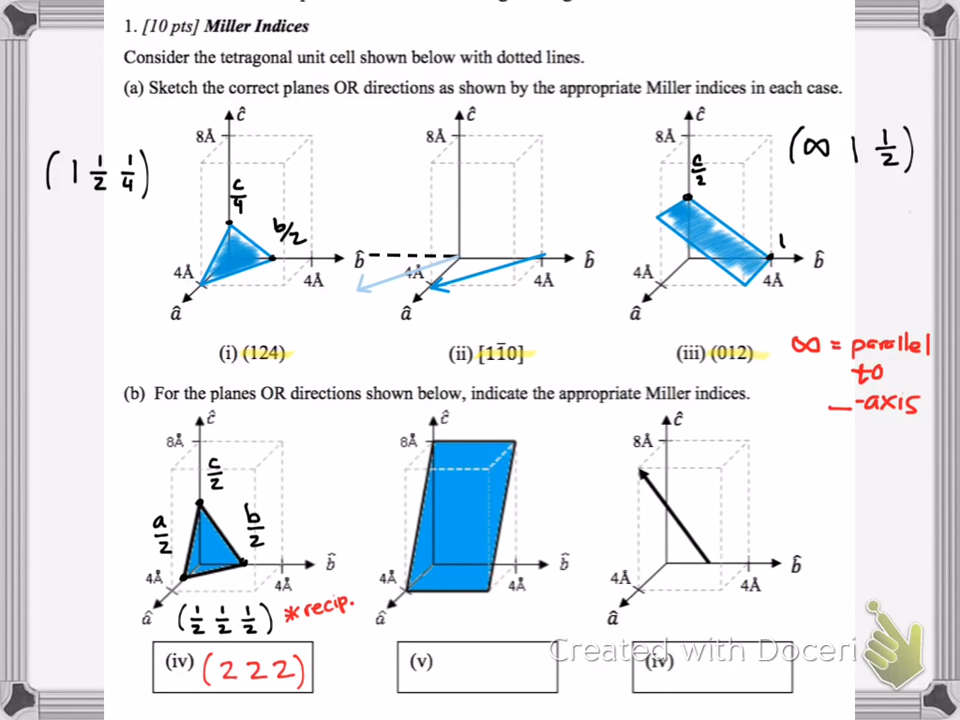 1. [10 pts] Miller Indices
Consider the tetragonal unit cell shown below with dotted lines.
(a) Sketch the correct planes OR directions as shown by the appropriate Miller indices in each case.
ĉ
8Å
(1 1/2 1/4)
c/4
b/2
4Å
4Å
b̂
â
ĉ
8Å
4Å
4Å
b̂
â
ĉ
8Å
(∞ 1 1/2)
c/2
1
4Å
4Å
b̂
â
(i) (124)
(ii) [11̄0]
(iii) (012)
∞ = parallel
to
_-axis
(b) For the planes OR directions shown below, indicate the appropriate Miller indices.
ĉ
8Å
c/2
a/2
b/2
4Å
4Å
b̂
â
(1/2 1/2 1/2) *recip.
ĉ
8Å
4Å
4Å
b̂
â
ĉ
8Å
4Å
4Å
b̂
â
(iv) (222)
(v)
(iv)
Created with Doceri